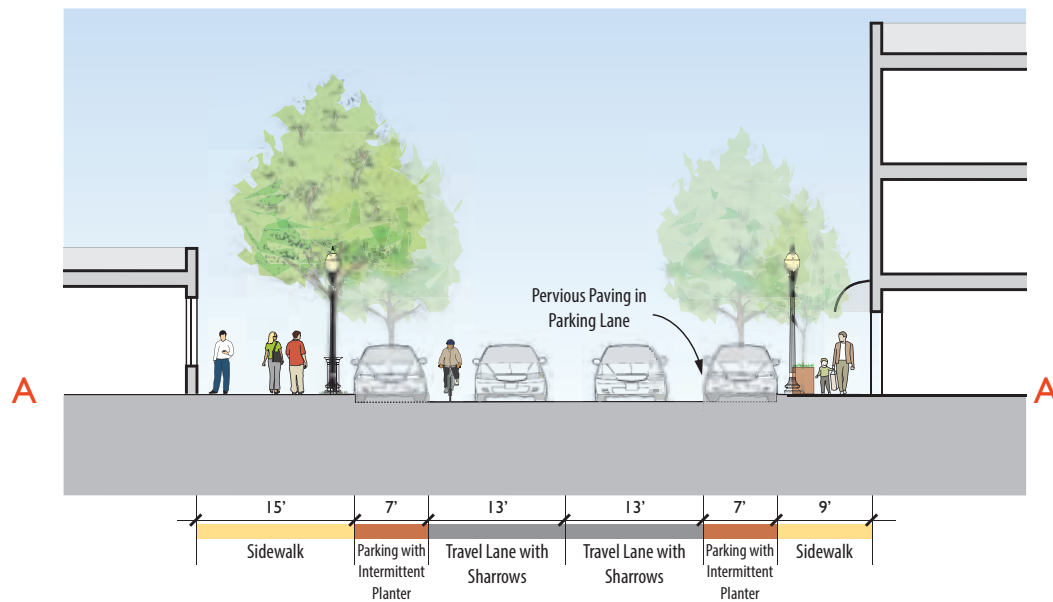 Pervious Paving in
Parking Lane
A
A
15’
7’
13’
13’
7’
9’
Sidewalk
Parking with
Intermittent
Planter
Travel Lane with
Sharrows
Travel Lane with
Sharrows
Parking with
Intermittent
Planter
Sidewalk